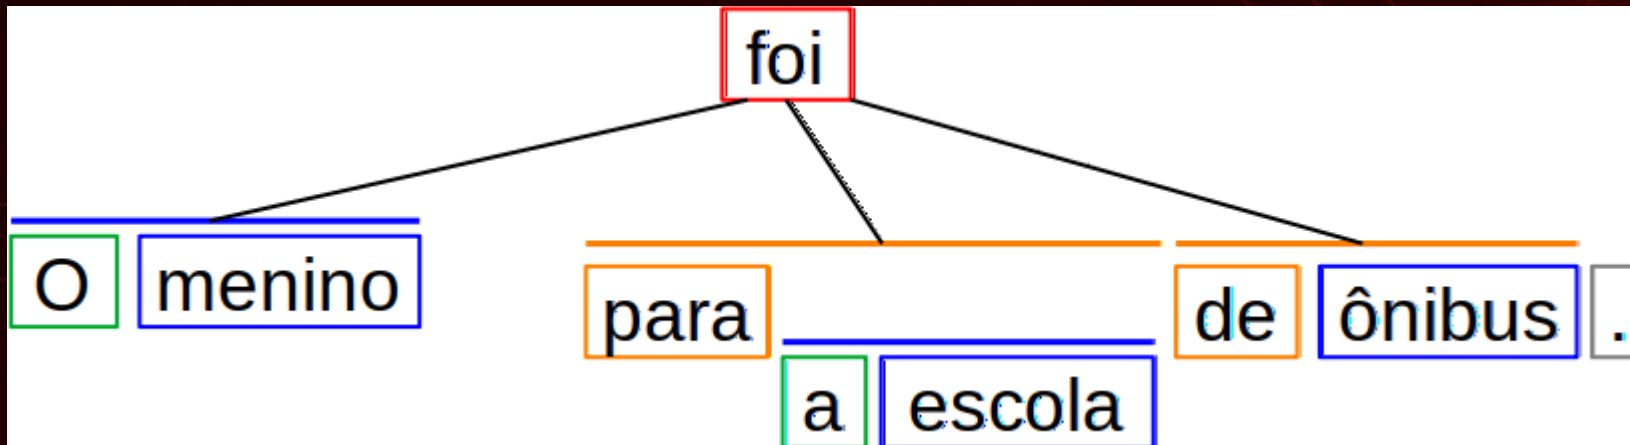 foi
O menino
para
a escola
de ônibus .